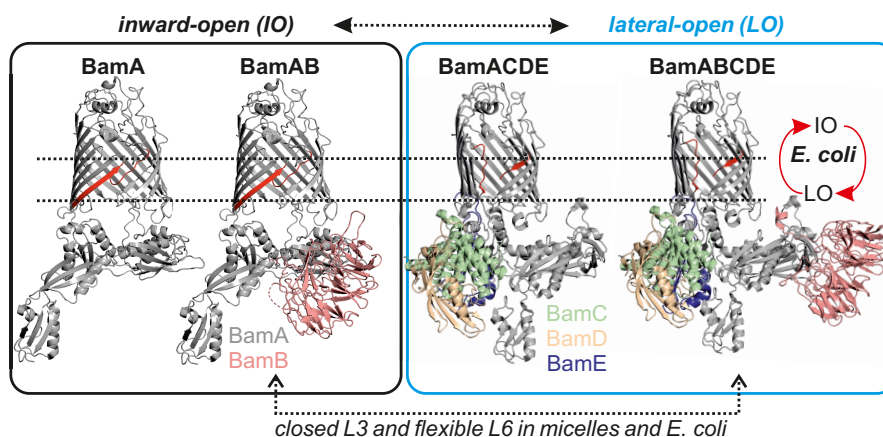 inward-open (IO)
lateral-open (LO)
BamA
BamAB
BamACDE
BamABCDE
IO
E. coli
LO
BamA
BamB
BamC
BamD
BamE
closed L3 and flexible L6 in micelles and E. coli